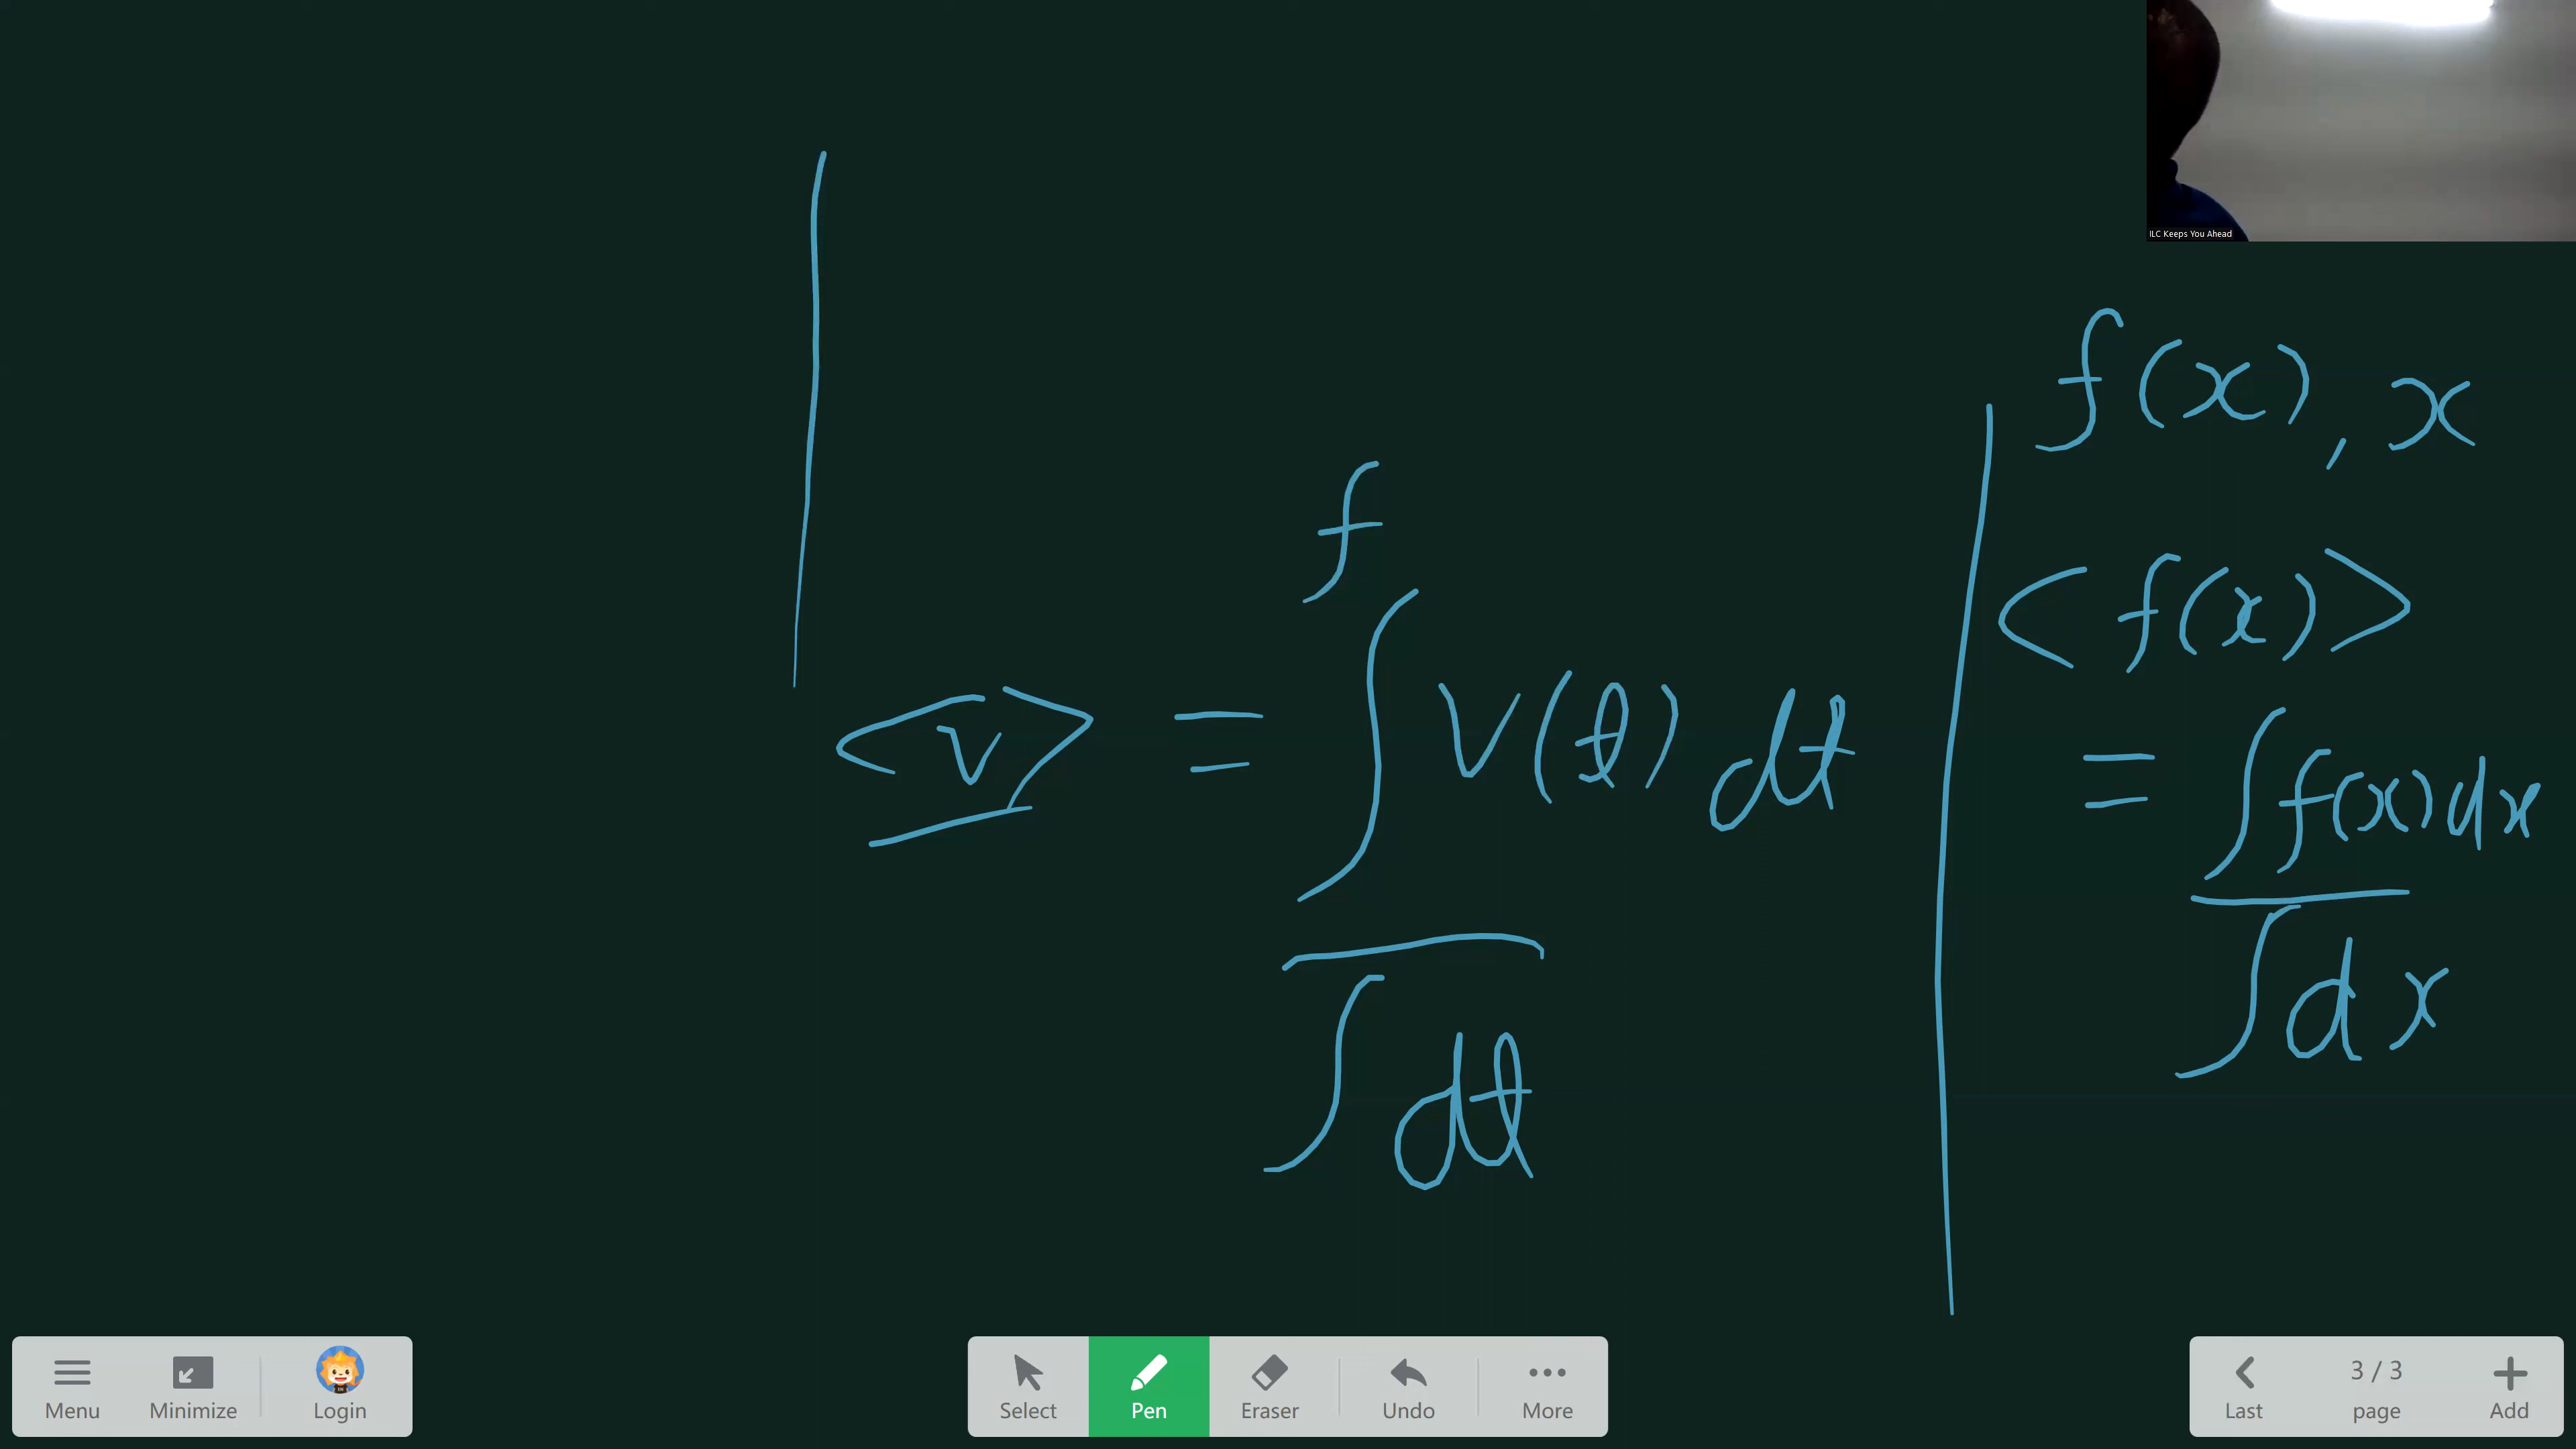 ILC Keeps You Ahead
f
<v> = ∫ v(t) dt
∫ dt
f(x), x
<f(x)>
= ∫ f(x) dx
∫ dx
Menu Minimize Login
Select Pen Eraser Undo More
3 / 3
Last page Add